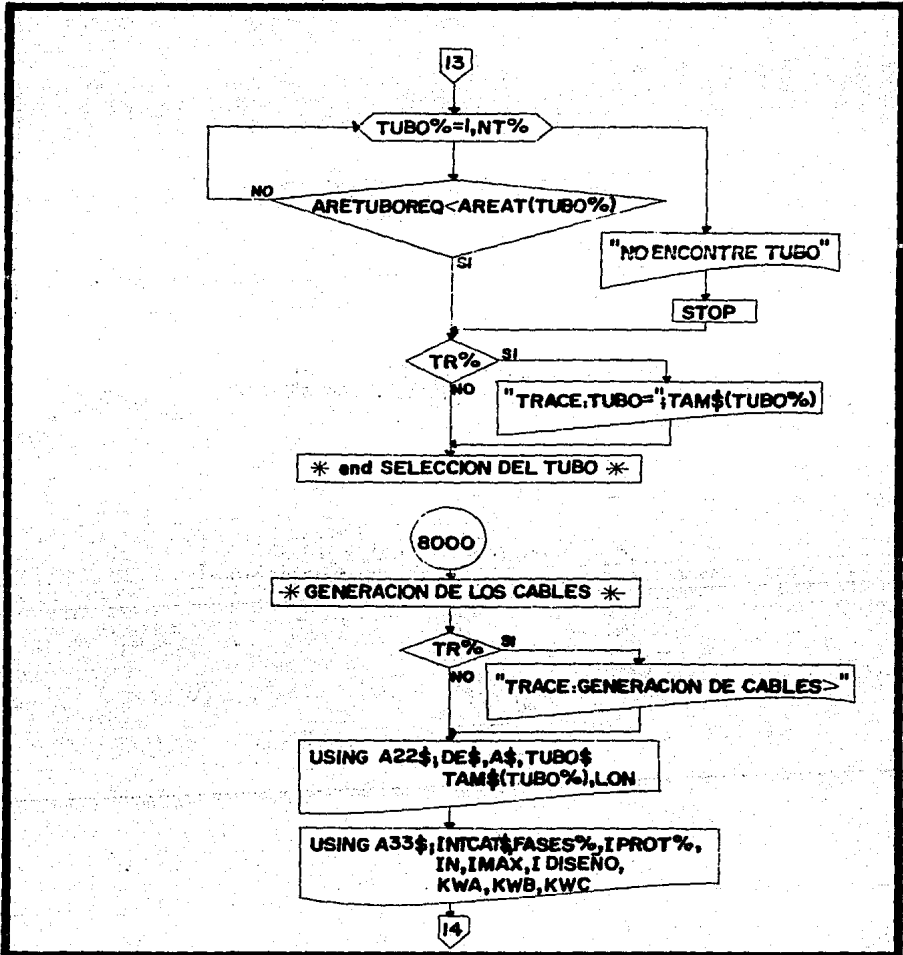 13
TUBO%=1,NT%
NO
ARETUBOREQ<AREAT(TUBO%)
SI
"NO ENCONTRE TUBO"
STOP
TR%
SI
NO
"TRACE:TUBO=";TAM$(TUBO%)
* end SELECCION DEL TUBO *
8000
* GENERACION DE LOS CABLES *
TR%
SI
NO
"TRACE:GENERACION DE CABLES>"
USING A22$;DE$,A$,TUBO$
TAM$(TUBO%),LON
USING A33$;INTCAT$,FASES%,IPROT%,
IN,IMAX,I DISEÑO,
KWA,KWB,KWC
14